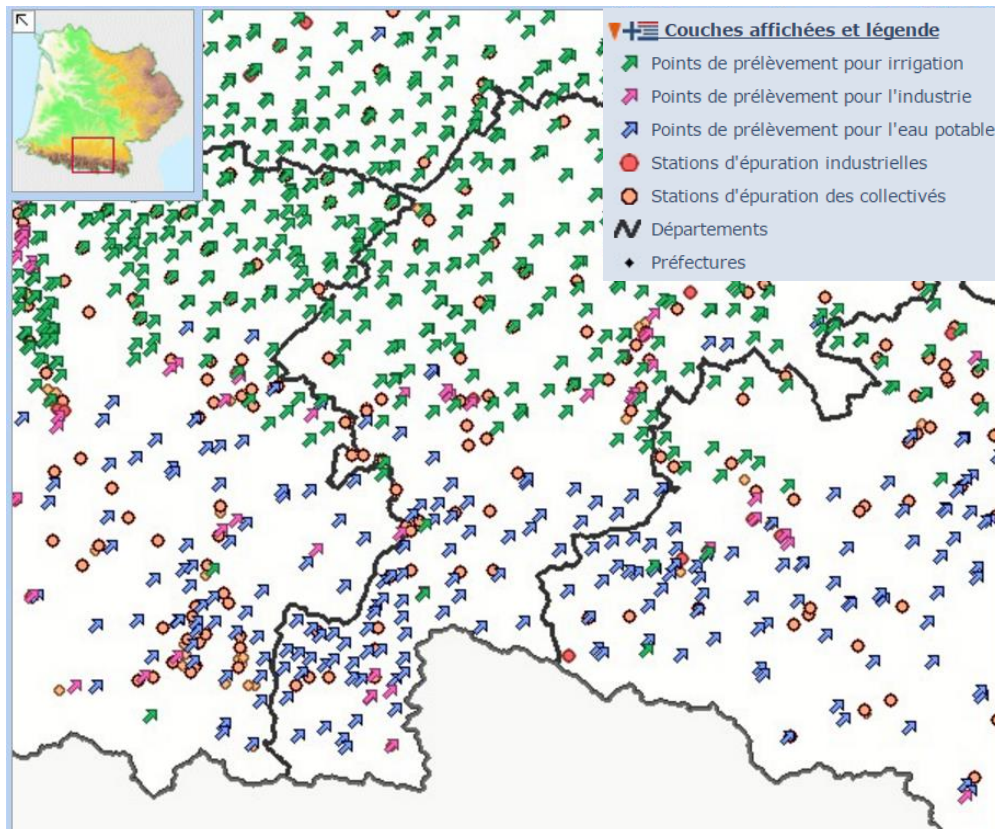 Couches affichées et légende
Points de prélèvement pour irrigation
Points de prélèvement pour l'industrie
Points de prélèvement pour l'eau potable
Stations d'épuration industrielles
Stations d'épuration des collectivés
Départements
Préfectures